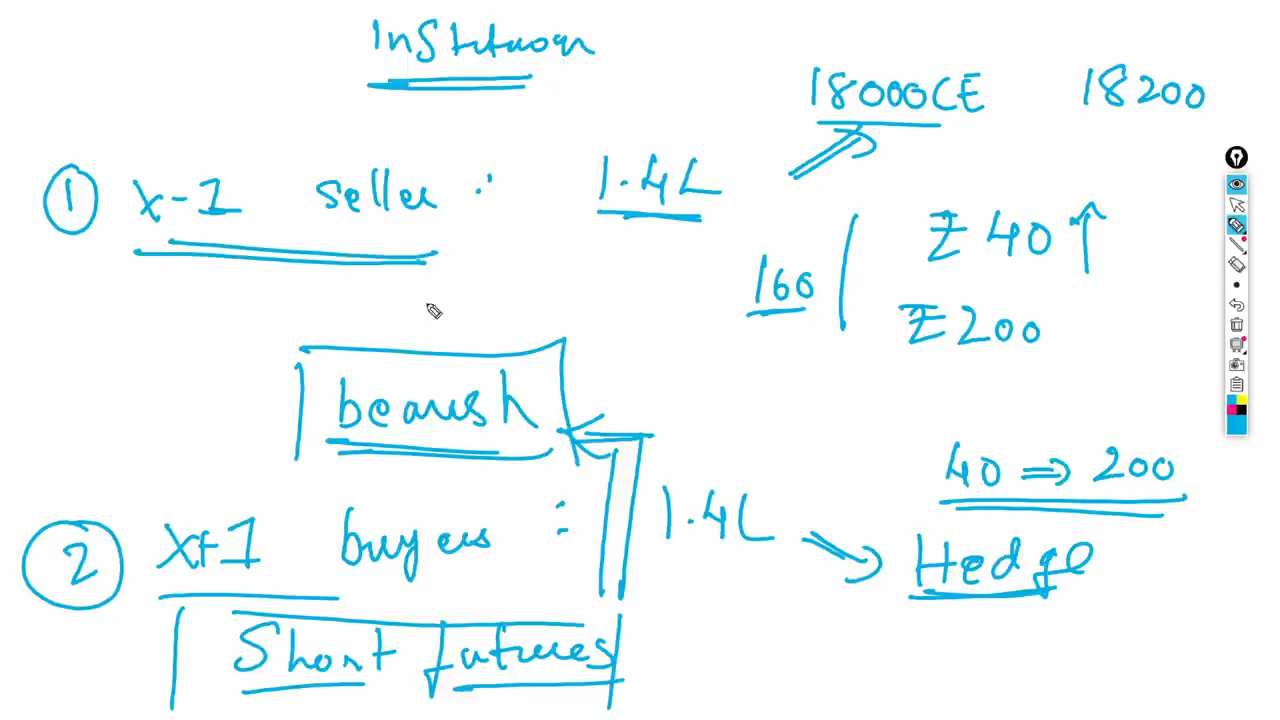 Institution
18000CE 18200
① x-1 seller : 1.4L
₹40↑
160
₹200
bearish
40 ⇒ 200
② x+1 buyers : 1.4L
Hedge
Short futures